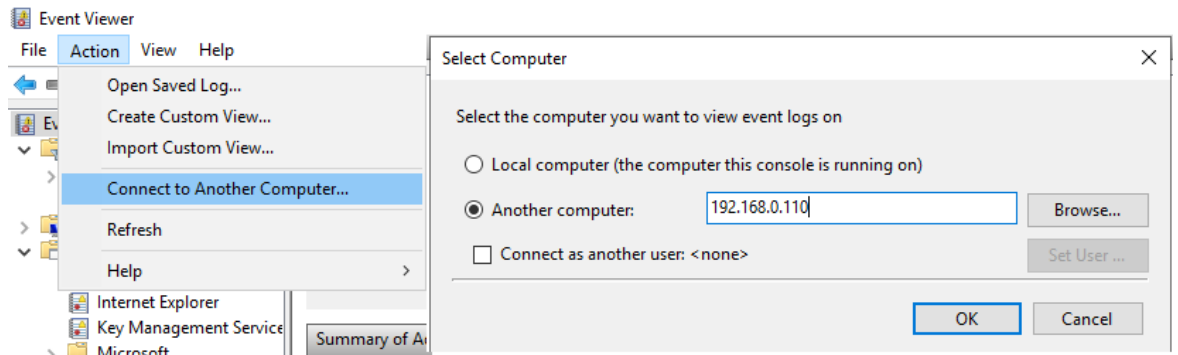 Event Viewer
File Action View Help
Open Saved Log...
Create Custom View...
Import Custom View...
Connect to Another Computer...
Refresh
Help
Internet Explorer
Key Management Service
Microsoft
Summary of
Select Computer
Select the computer you want to view event logs on
Local computer (the computer this console is running on)
Another computer: 192.168.0.110 Browse...
Connect as another user: <none> Set User ...
OK Cancel